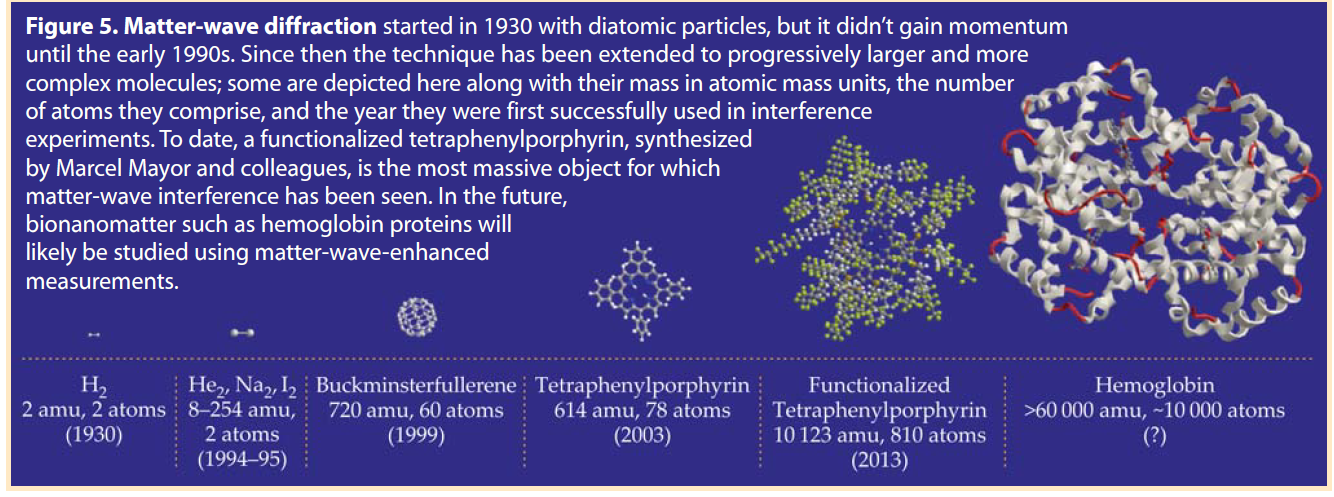 Figure 5. Matter-wave diffraction started in 1930 with diatomic particles, but it didn't gain momentum
until the early 1990s. Since then the technique has been extended to progressively larger and more
complex molecules; some are depicted here along with their mass in atomic mass units, the number
of atoms they comprise, and the year they were first successfully used in interference
experiments. To date, a functionalized tetraphenylporphyrin, synthesized
by Marcel Mayor and colleagues, is the most massive object for which
matter-wave interference has been seen. In the future,
bionanomatter such as hemoglobin proteins will
likely be studied using matter-wave-enhanced
measurements.
H₂
2 amu, 2 atoms
(1930)
He₂, Na₂, I₂
8–254 amu,
2 atoms
(1994–95)
Buckminsterfullerene
720 amu, 60 atoms
(1999)
Tetraphenylporphyrin
614 amu, 78 atoms
(2003)
Functionalized
Tetraphenylporphyrin
10 123 amu, 810 atoms
(2013)
Hemoglobin
>60 000 amu, ~10 000 atoms
(?)